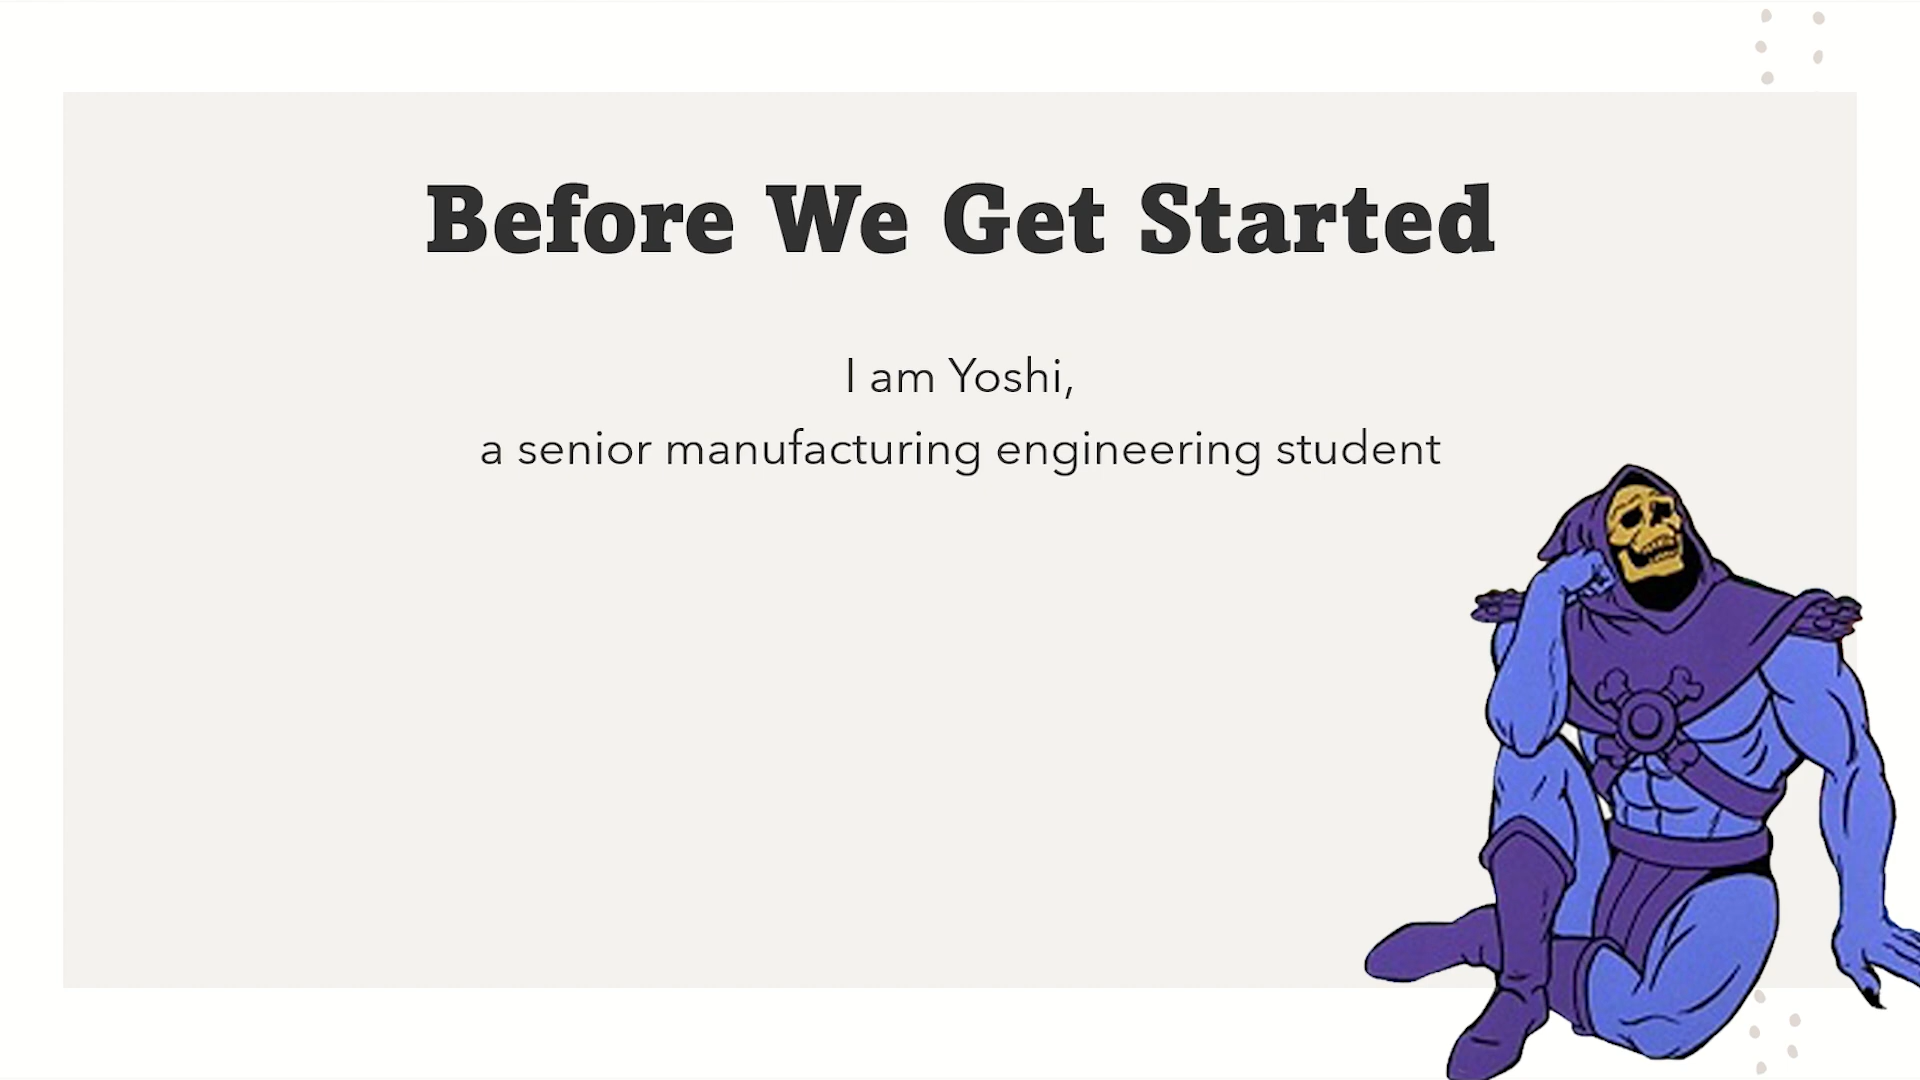 Before We Get Started
I am Yoshi,
a senior manufacturing engineering student